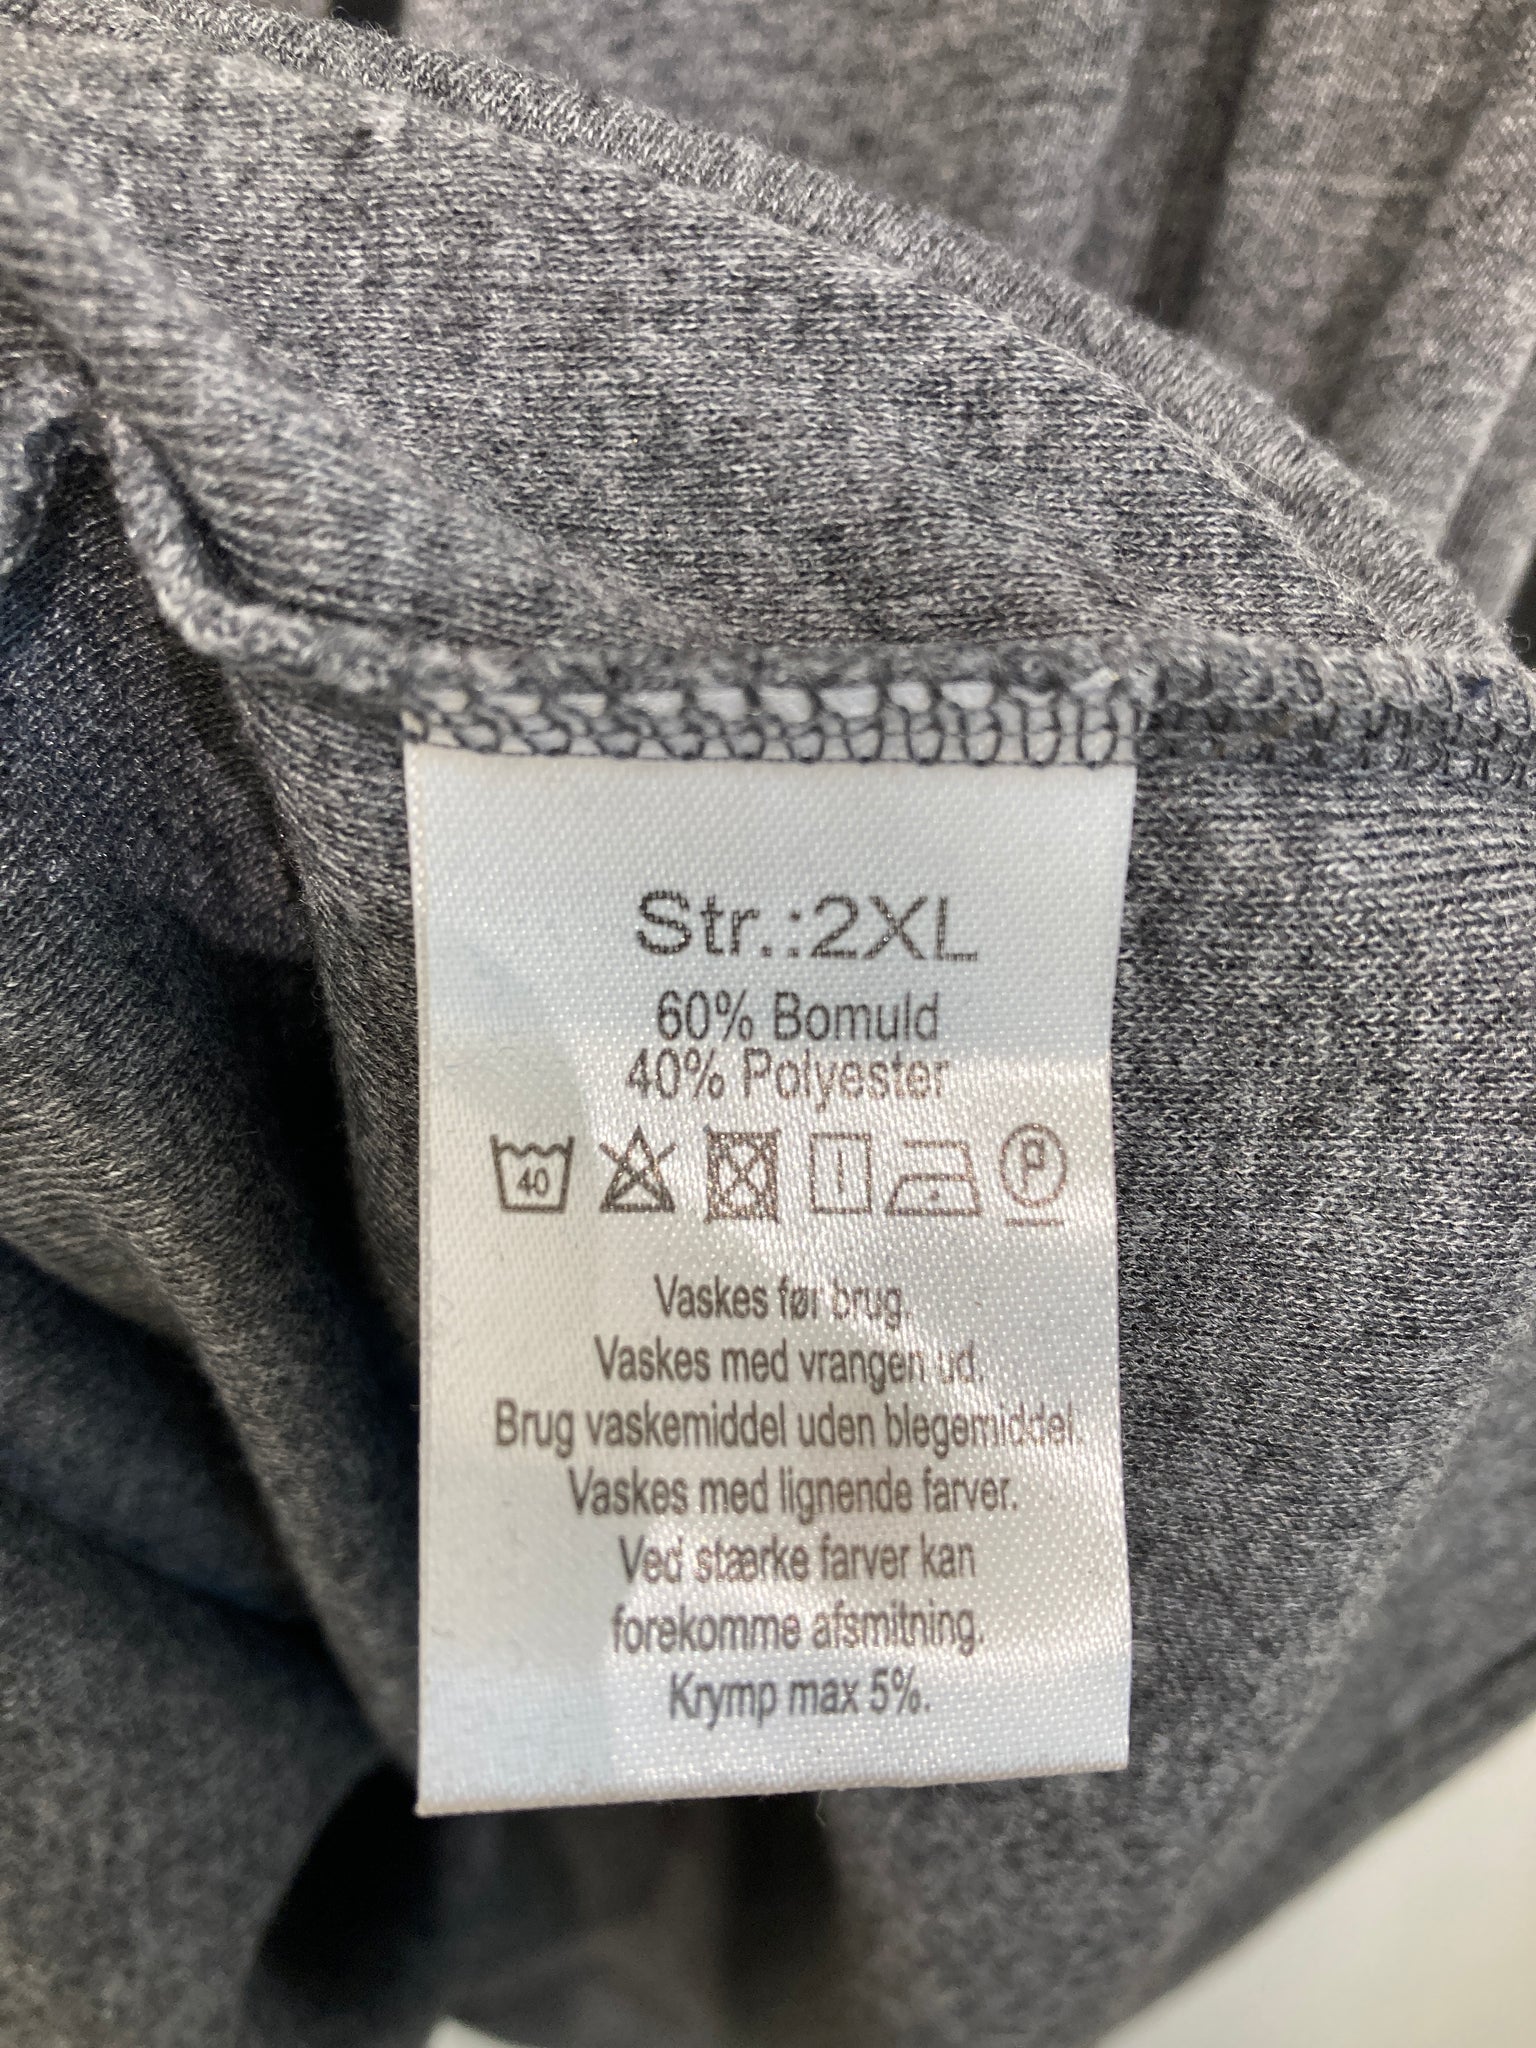 Str.:2XL
60% Bomuld
40% Polyester
40 P
Vaskes før brug.
Vaskes med vrangen ud.
Brug vaskemiddel uden blegemiddel.
Vaskes med lignende farver.
Ved stærke farver kan
forekomme afsmitning.
Krymp max 5%.